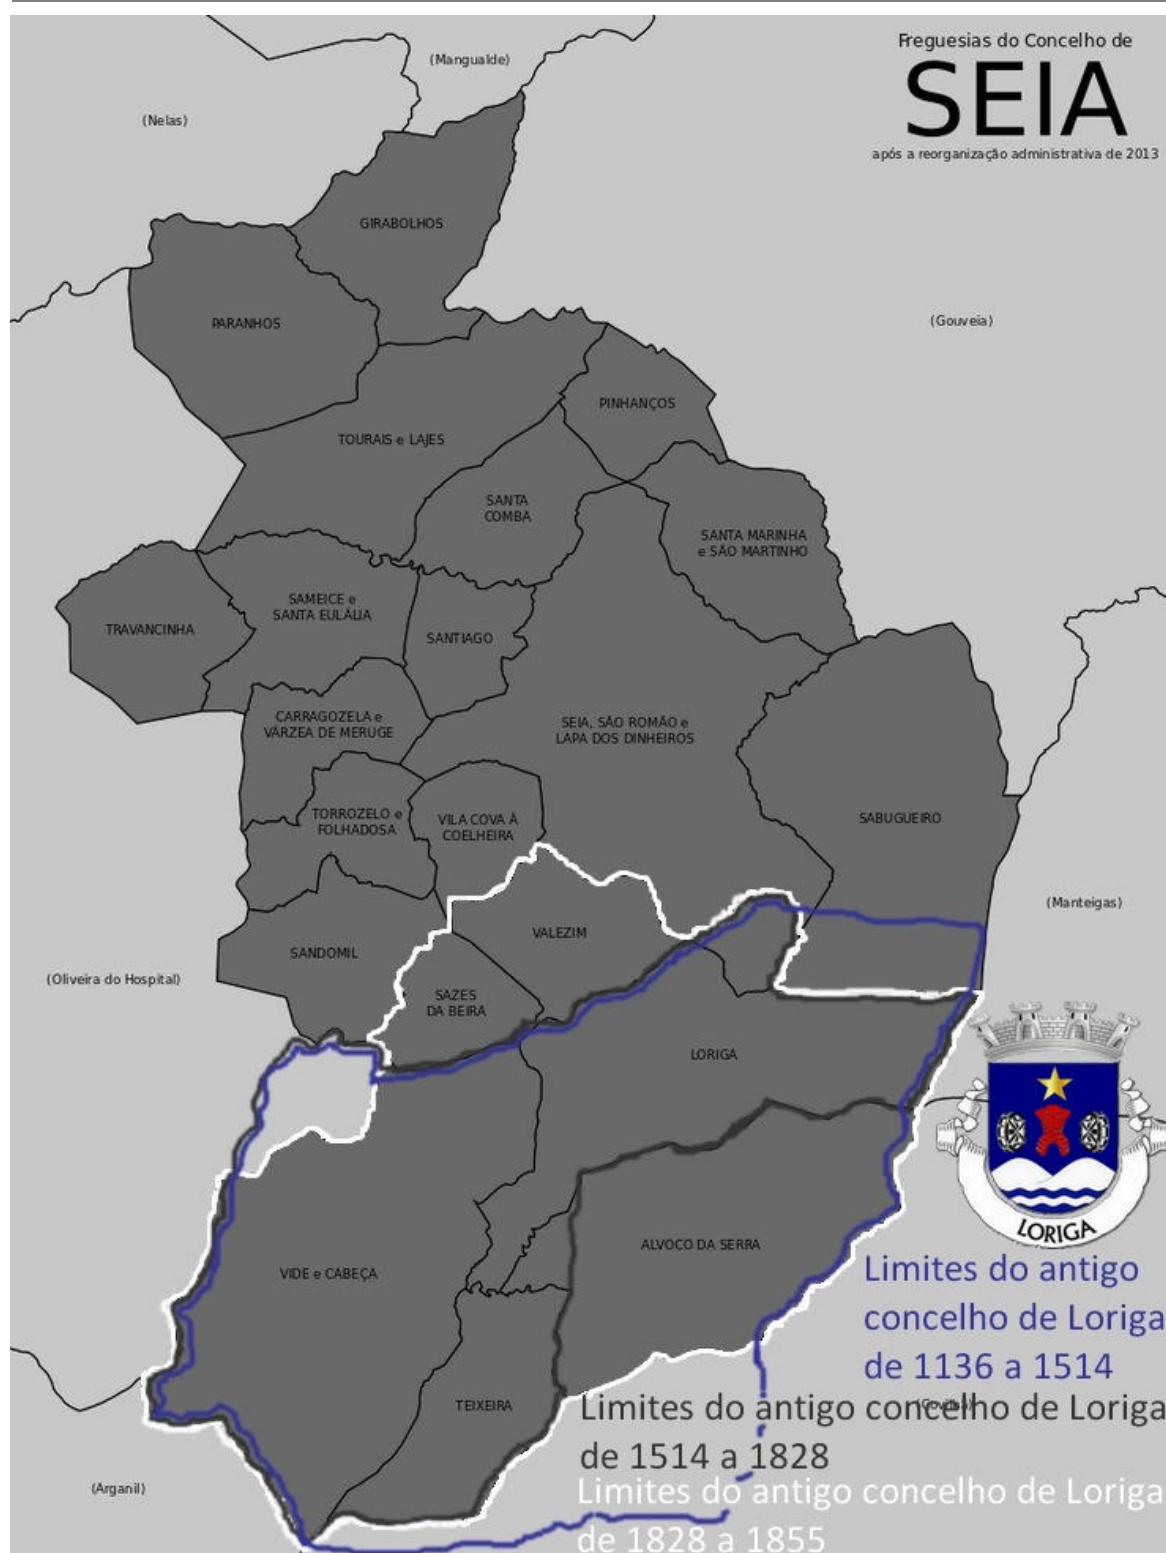 Freguesias do Concelho de
SEIA
após a reorganização administrativa de 2013
(Mangualde)
(Nelas)
GIRABOLHOS
PARANHOS
(Gouveia)
PINHANÇOS
TOURAIS e LAJES
SANTA
COMBA
SANTA MARINHA
e SÃO MARTINHO
SAMEICE e
SANTA EULÁLIA
TRAVANCINHA
SANTIAGO
CARRAGOZELA e
VÁRZEA DE MERUGE
SEIA, SÃO ROMÃO e
LAPA DOS DINHEIROS
TORROZELO e
FOLHADOSA
VILA COVA À
COELHEIRA
SABUGUEIRO
(Manteigas)
VALEZIM
SANDOMIL
(Oliveira do Hospital)
SAZES
DA BEIRA
LORIGA
LORIGA
ALVOCO DA SERRA
VIDE e CABEÇA
Limites do antigo
concelho de Loriga
de 1136 a 1514
TEIXEIRA
(Covilhã)
Limites do antigo concelho de Loriga
de 1514 a 1828
(Arganil)
Limites do antigo concelho de Loriga
de 1828 a 1855